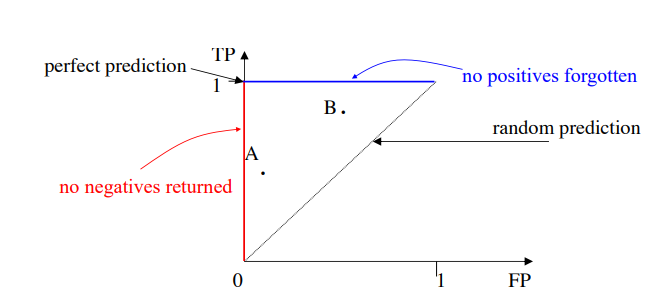 TP
perfect prediction
1
no positives forgotten
B
random prediction
A
no negatives returned
0
1
FP